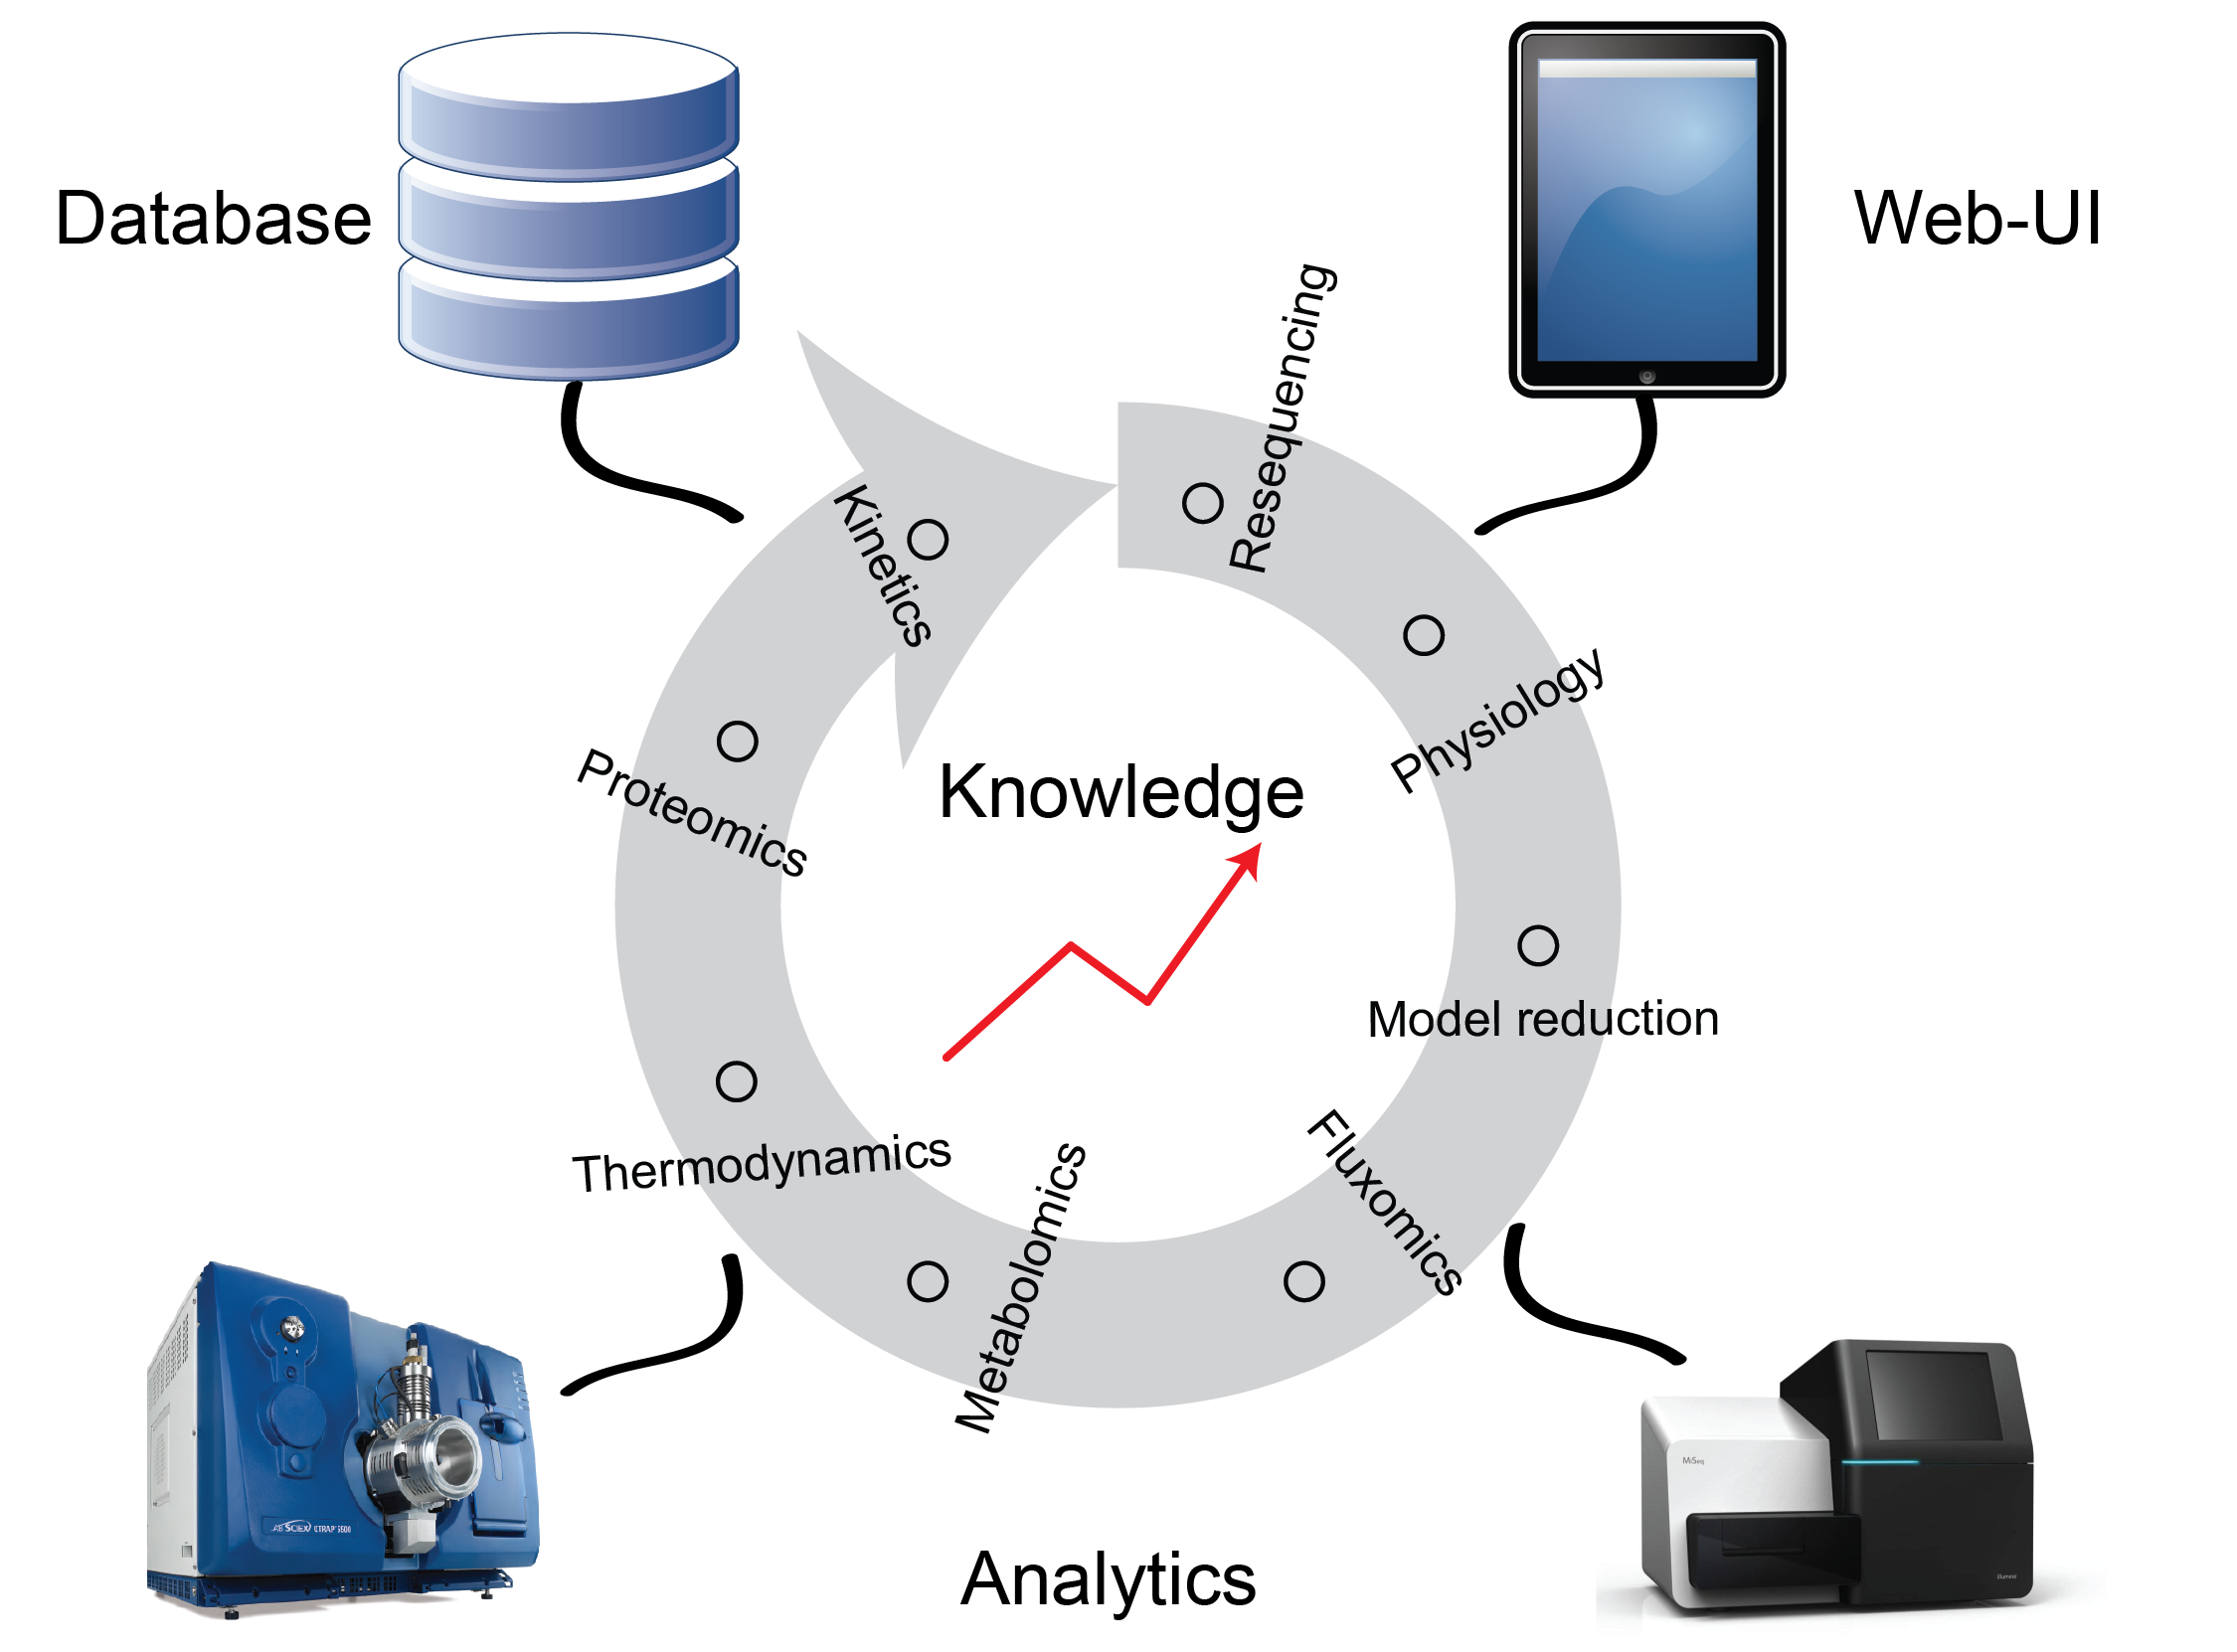 Database
Web-UI
Resequencing
Kinetics
Physiology
Proteomics
Knowledge
Model reduction
Fluxomics
Thermodynamics
Metabolomics
MiSeq
AB SCIEX QTRAP 5500
illumina
Analytics